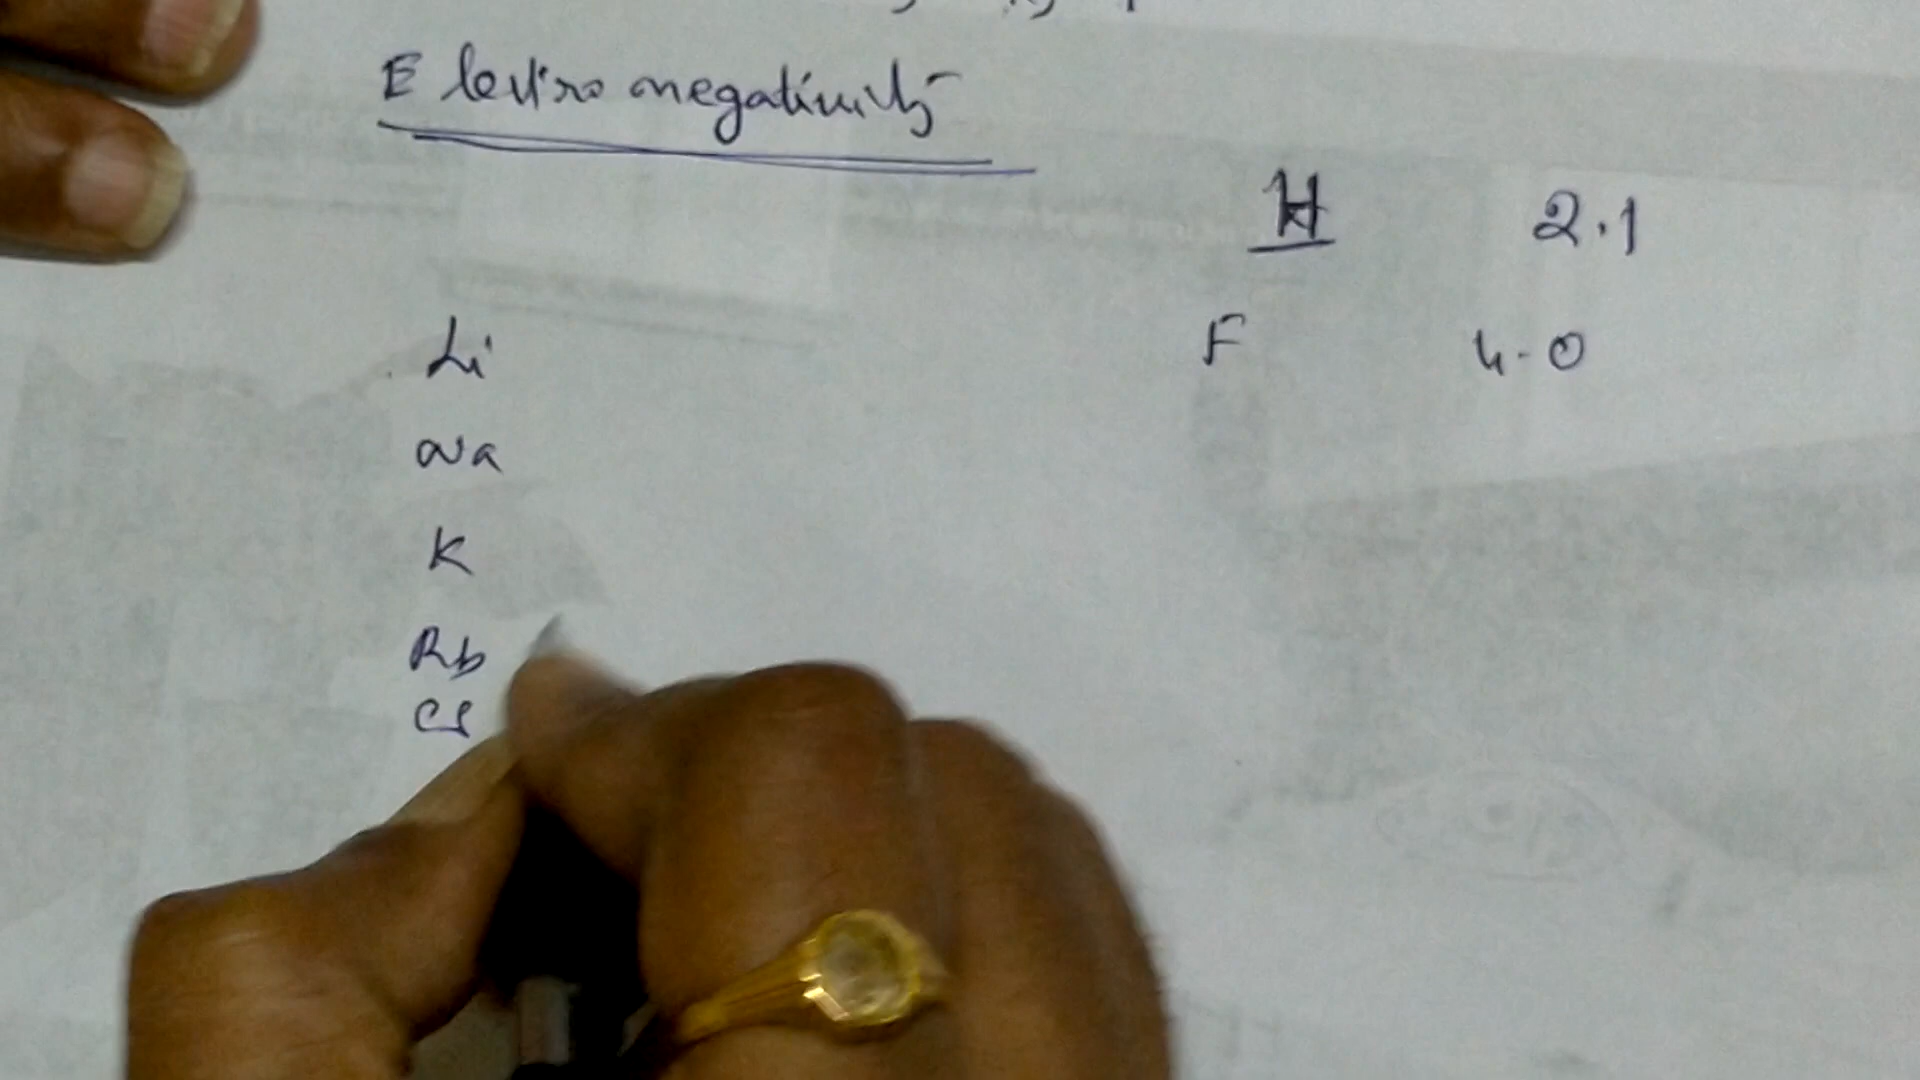 Electro negativity
H 2.1
Li F 4.0
Na
K
Rb
Cs